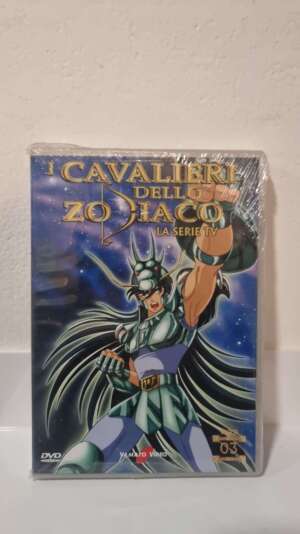 I CAVALIERI
DELLO
ZODIACO
LA SERIE TV
03
DVD
YAMATO VIDEO